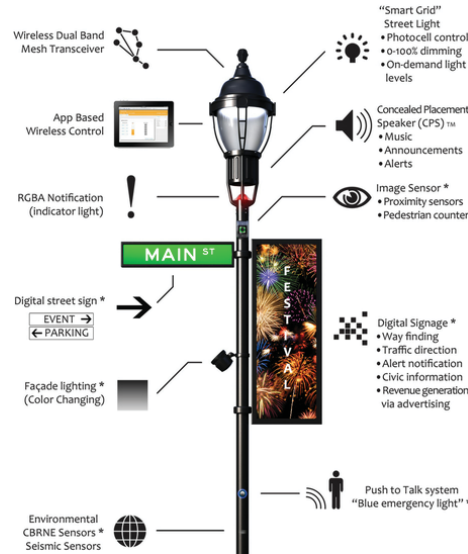 Wireless Dual Band
Mesh Transceiver
"Smart Grid"
Street Light
• Photocell control
• 0-100% dimming
• On-demand light
levels
App Based
Wireless Control
Concealed Placement
Speaker (CPS) TM
• Music
• Announcements
• Alerts
RGBA Notification
(indicator light)
Image Sensor *
• Proximity sensors
• Pedestrian counter
MAIN ST
FESTIVAL
Digital street sign *
EVENT →
← PARKING
Digital Signage *
• Way finding
• Traffic direction
• Alert notification
• Civic information
• Revenue generation
via advertising
Façade lighting *
(Color Changing)
Push to Talk system
"Blue emergency light" *
Environmental
CBRNE Sensors *
Seismic Sensors